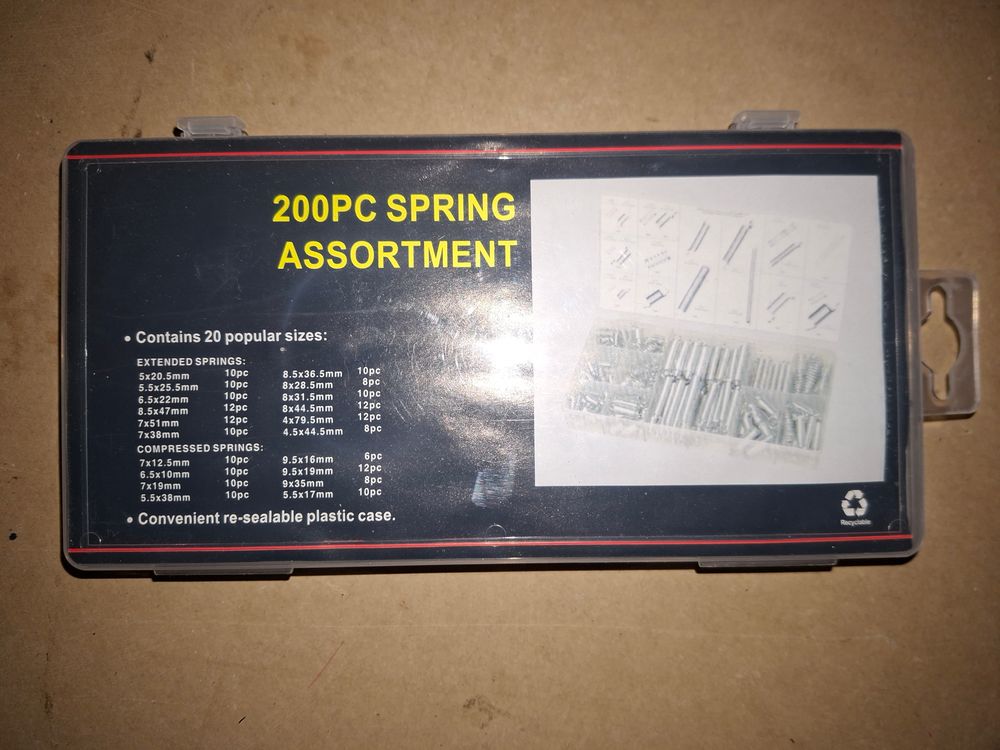 200PC SPRING
ASSORTMENT
• Contains 20 popular sizes:
EXTENDED SPRINGS:
5x20.5mm 10pc 8.5x36.5mm 10pc
5.5x25.5mm 10pc 8x28.5mm 8pc
6.5x22mm 10pc 8x31.5mm 10pc
8.5x47mm 12pc 8x44.5mm 12pc
7x51mm 12pc 4x79.5mm 12pc
7x38mm 10pc 4.5x44.5mm 8pc
COMPRESSED SPRINGS:
7x12.5mm 10pc 9.5x16mm 6pc
6.5x10mm 10pc 9.5x19mm 12pc
7x19mm 10pc 9x35mm 8pc
5.5x38mm 10pc 5.5x17mm 10pc
• Convenient re-sealable plastic case.
Recyclable